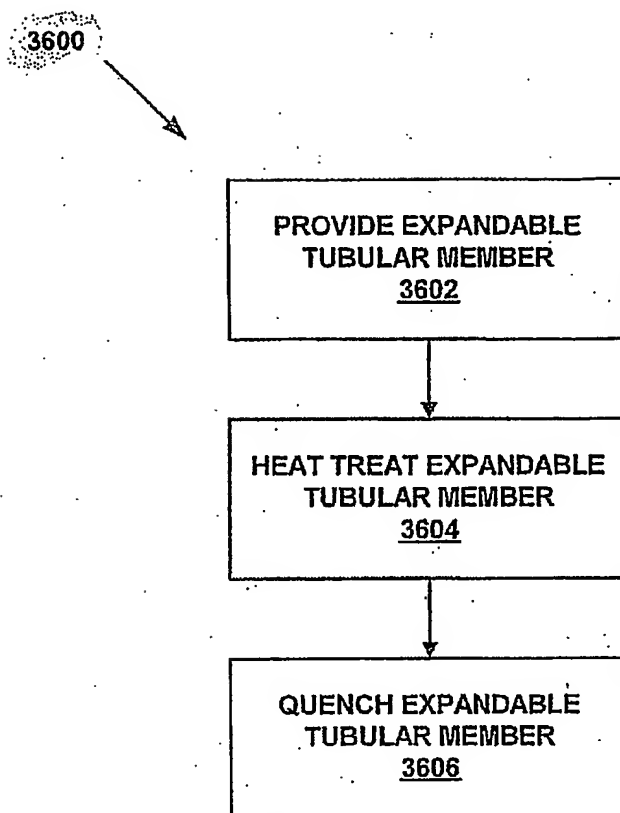 3600
PROVIDE EXPANDABLE
TUBULAR MEMBER
3602
HEAT TREAT EXPANDABLE
TUBULAR MEMBER
3604
QUENCH EXPANDABLE
TUBULAR MEMBER
3606